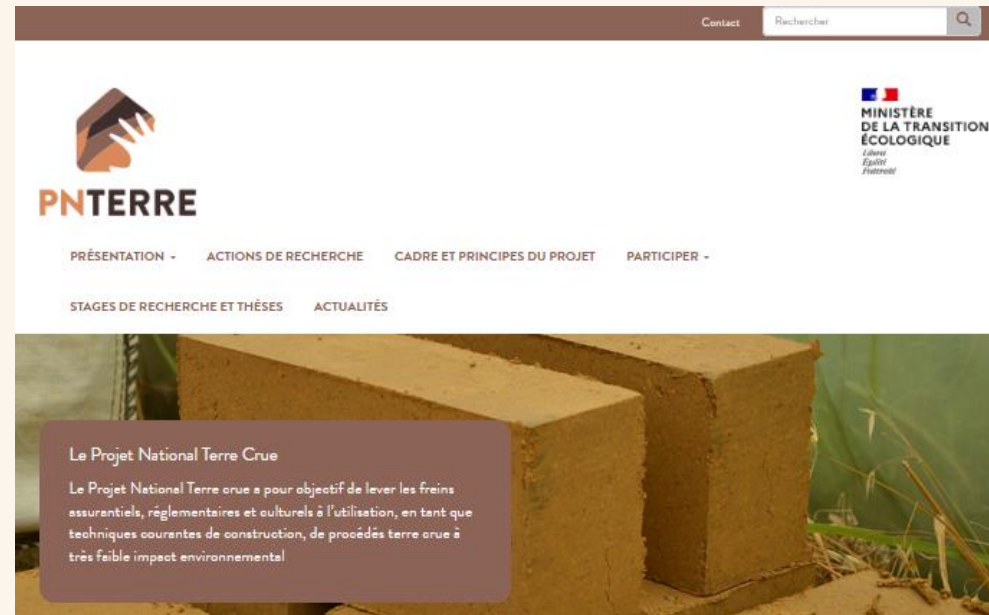 Contact
Rechercher
MINISTÈRE
DE LA TRANSITION
ÉCOLOGIQUE
Liberté
Égalité
Fraternité
PNTERRE
PRÉSENTATION
ACTIONS DE RECHERCHE
CADRE ET PRINCIPES DU PROJET
PARTICIPER
STAGES DE RECHERCHE ET THÈSES
ACTUALITÉS
Le Projet National Terre Crue
Le Projet National Terre crue a pour objectif de lever les freins
assurantiels, réglementaires et culturels à l'utilisation, en tant que
techniques courantes de construction, de procédés terre crue à
très faible impact environnemental